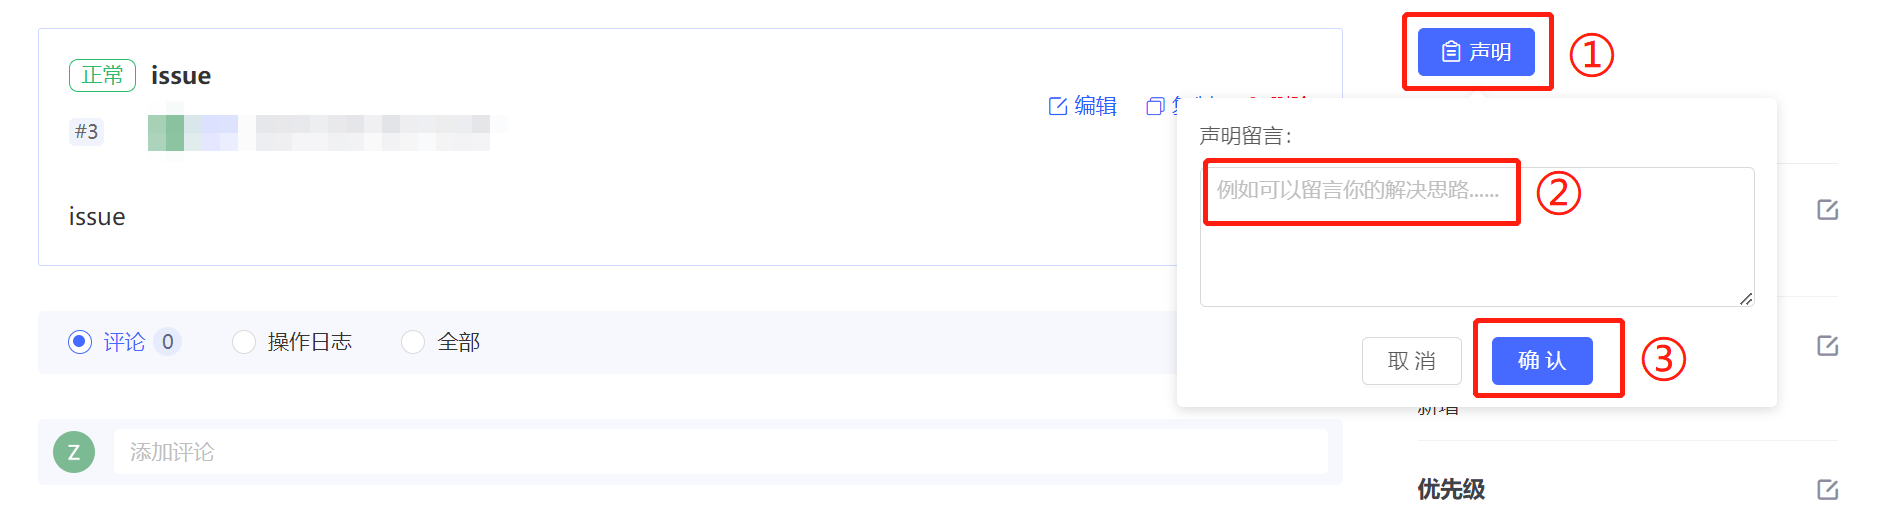 正常 issue
声明
①
#3
编辑
声明留言：
例如可以留言你的解决思路......
②
issue
评论 0
操作日志
全部
取 消
确 认
③
新增
Z
添加评论
优先级